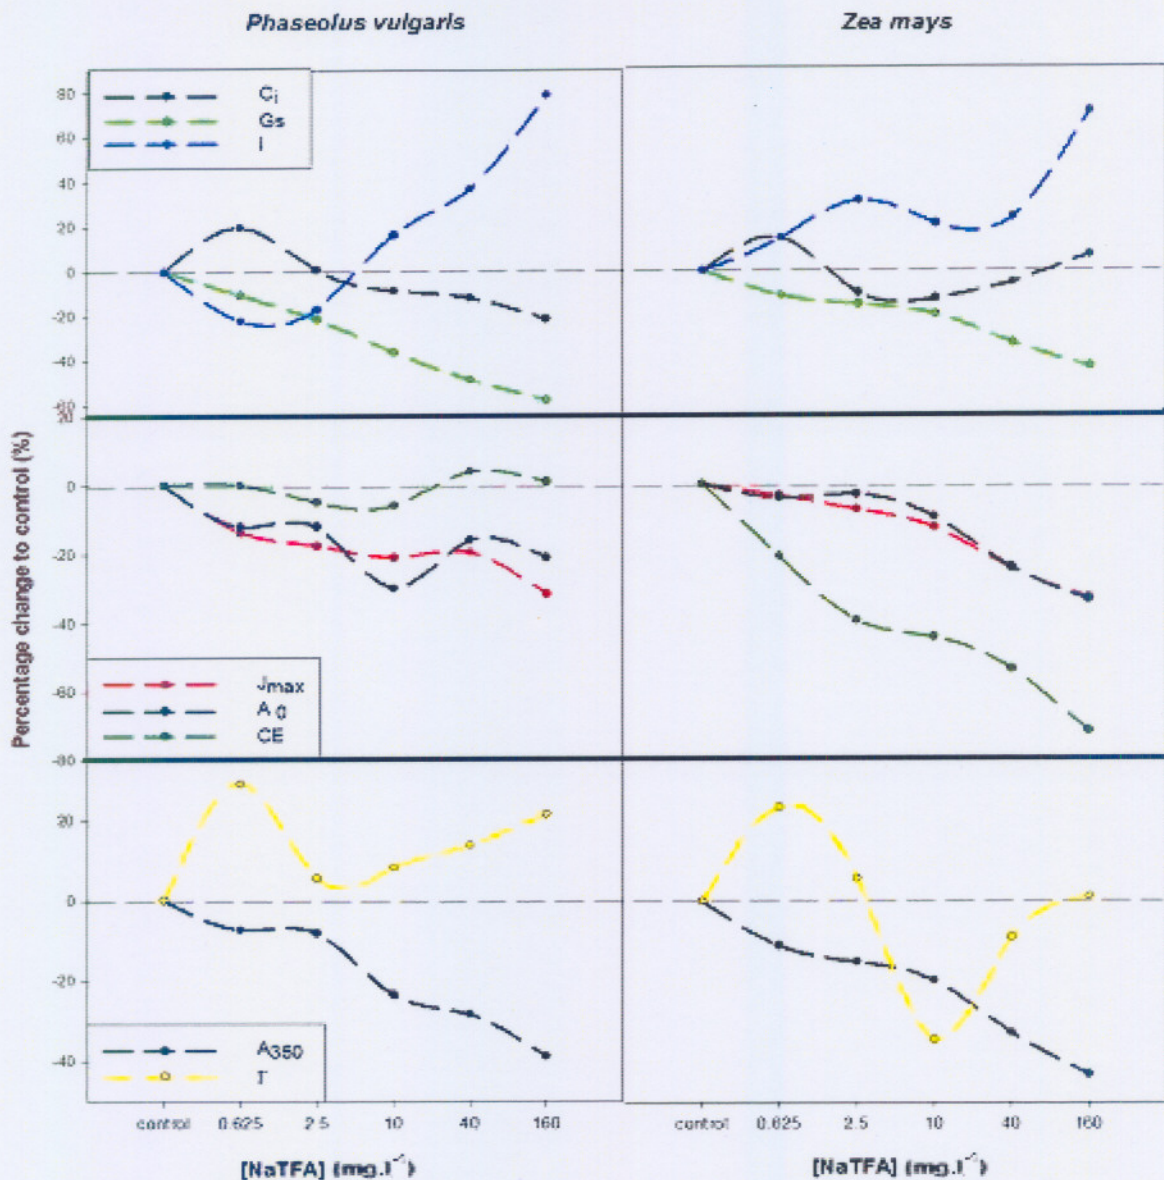 Phaseolus vulgaris Zea mays
Ci
Gs
l
80
60
40
20
0
-20
-40
-60
20
0
-20
-40
-60
-80
Jmax
A0
CE
20
0
-20
-40
A350
Γ
Percentage change to control (%)
control 0.625 2.5 10 40 160 control 0.625 2.5 10 40 160
[NaTFA] (mg.l⁻¹) [NaTFA] (mg.l⁻¹)